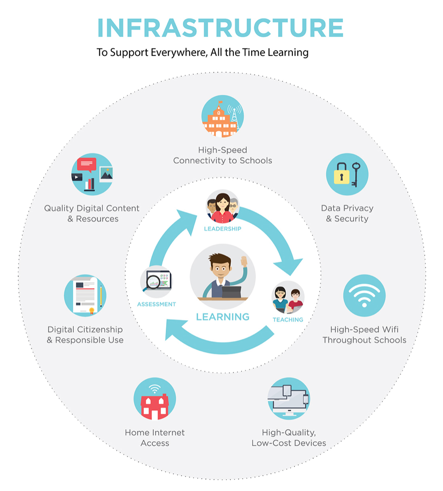 INFRASTRUCTURE
To Support Everywhere, All the Time Learning
High-Speed
Connectivity to Schools
Quality Digital Content
& Resources
Data Privacy
& Security
LEADERSHIP
ASSESSMENT
LEARNING
TEACHING
Digital Citizenship
& Responsible Use
High-Speed Wifi
Throughout Schools
Home Internet
Access
High-Quality,
Low-Cost Devices